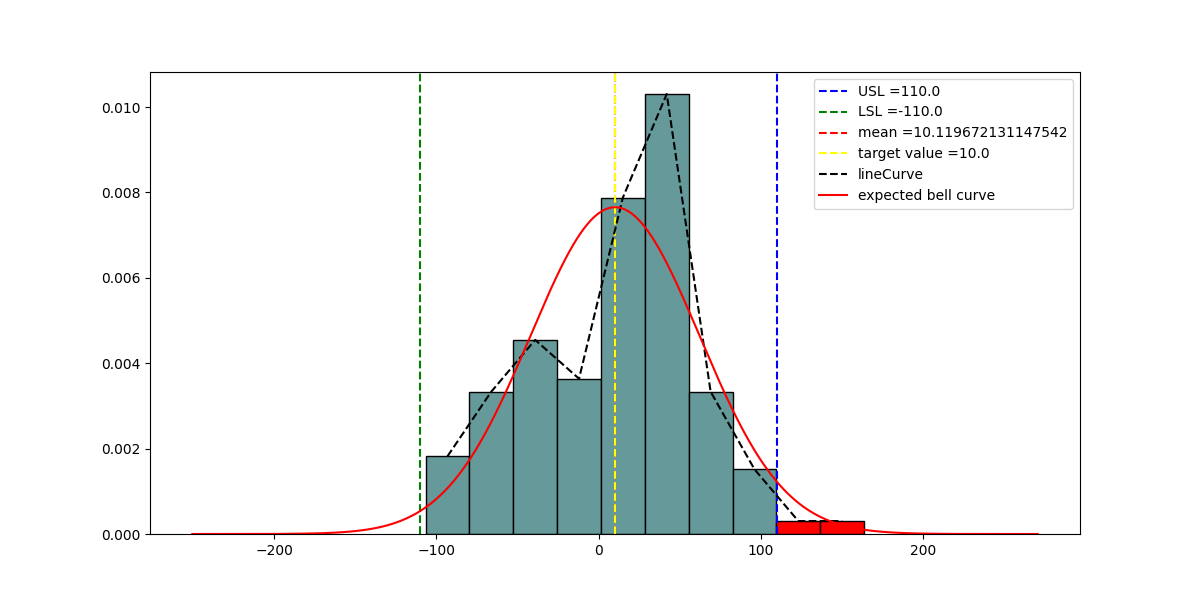 USL =110.0
LSL =-110.0
mean =10.119672131147542
target value =10.0
lineCurve
expected bell curve
0.010
0.008
0.006
0.004
0.002
0.000
−200 −100 0 100 200